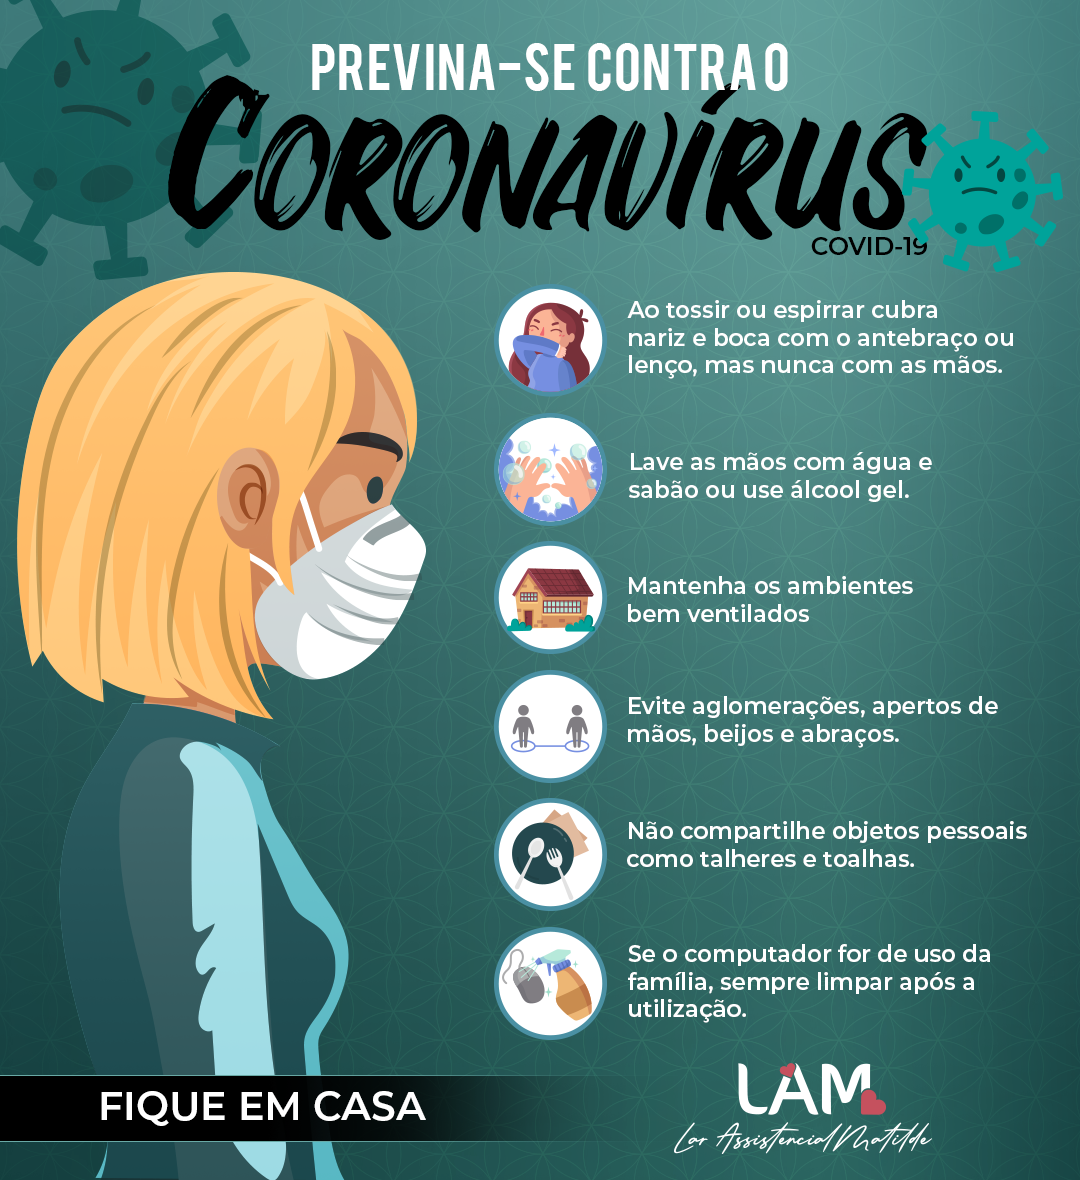 PREVINA-SE CONTRA O
CORONAVÍRUS
COVID-19
Ao tossir ou espirrar cubra
nariz e boca com o antebraço ou
lenço, mas nunca com as mãos.
Lave as mãos com água e
sabão ou use álcool gel.
Mantenha os ambientes
bem ventilados
Evite aglomerações, apertos de
mãos, beijos e abraços.
Não compartilhe objetos pessoais
como talheres e toalhas.
Se o computador for de uso da
família, sempre limpar após a
utilização.
FIQUE EM CASA
LAM
Lar Assistencial Matilde